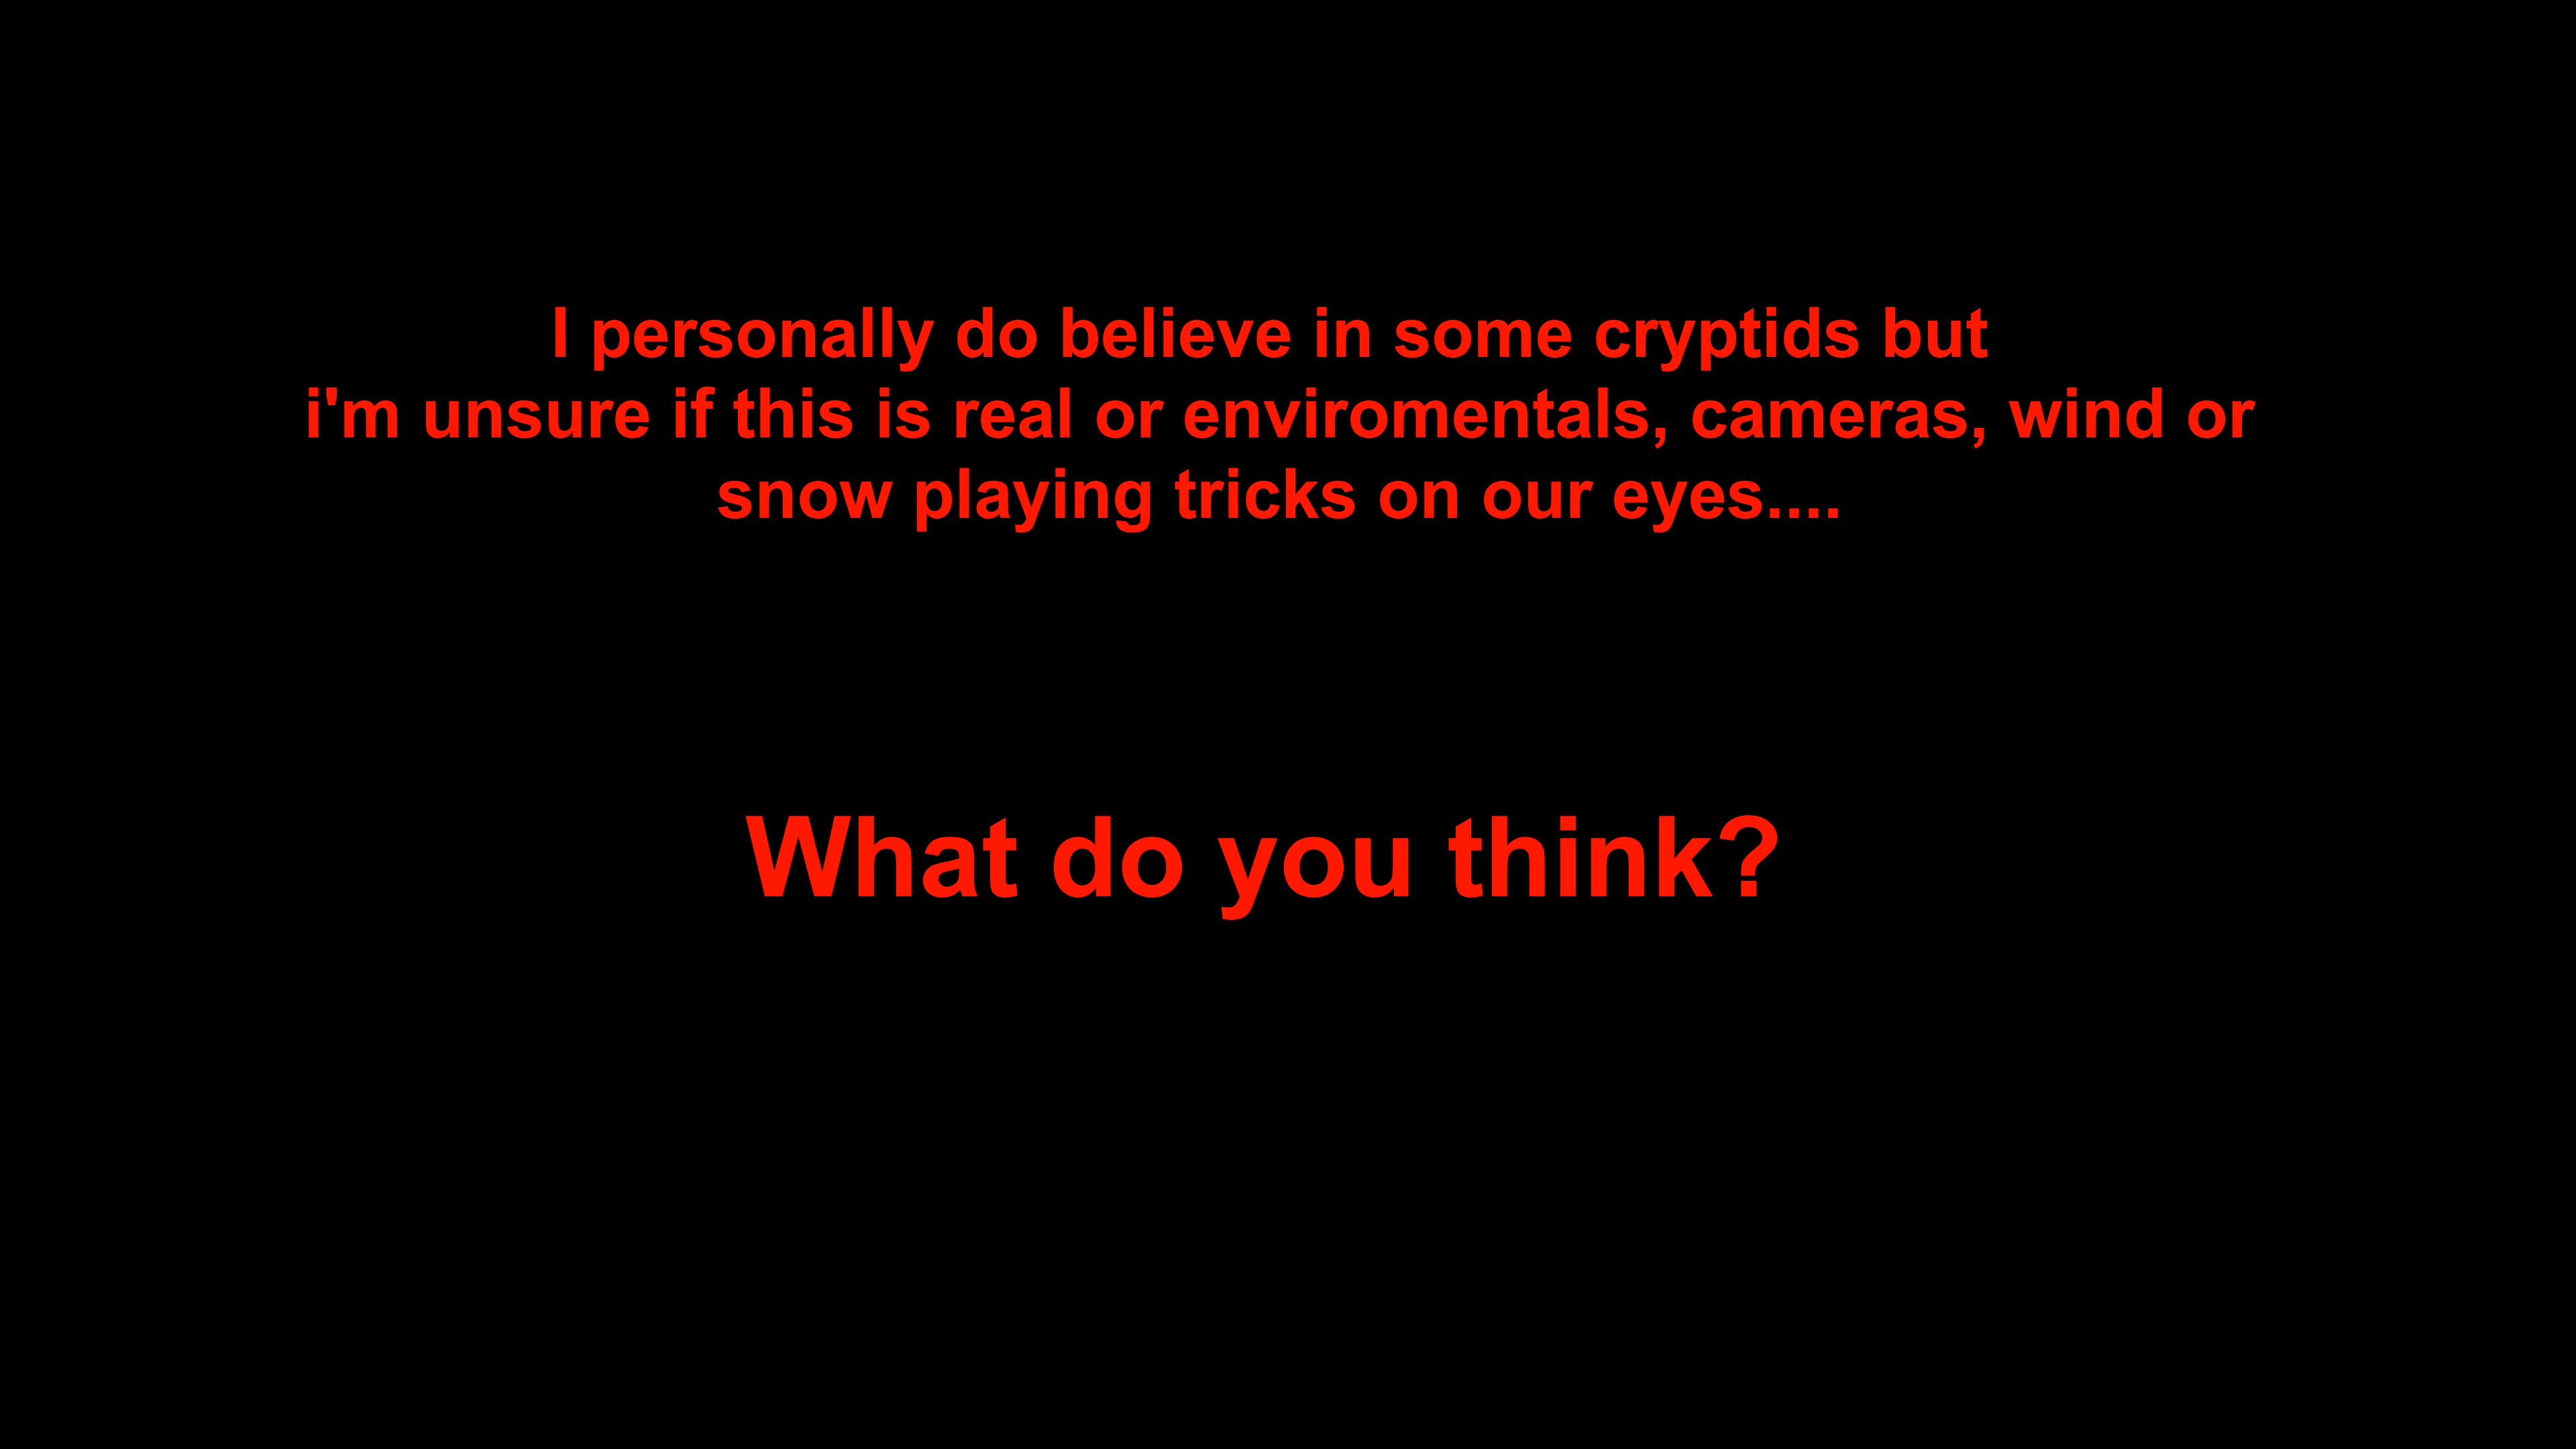 I personally do believe in some cryptids but
i'm unsure if this is real or enviromentals, cameras, wind or
snow playing tricks on our eyes....
What do you think?